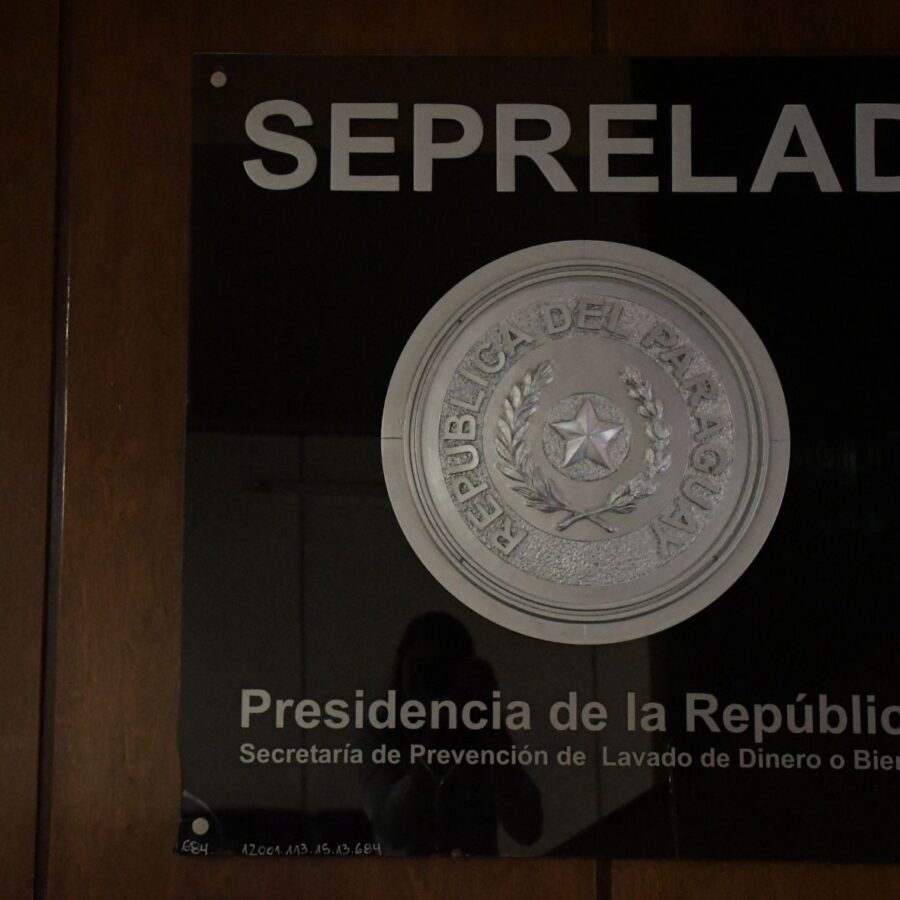 SEPRELAD
REPUBLICA DEL PARAGUAY
Presidencia de la Repúblic
Secretaría de Prevención de Lavado de Dinero o Bien
684. 12001.113.15.13.684